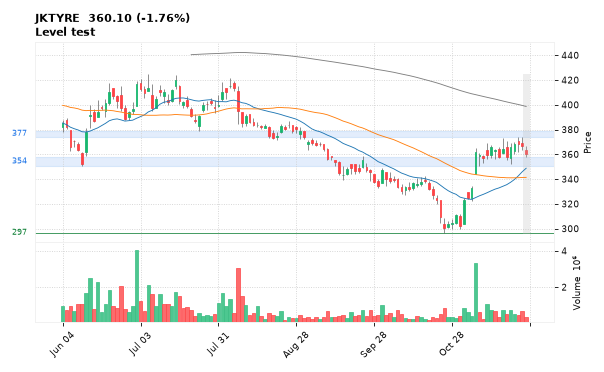 JKTYRE 360.10 (-1.76%)
Level test
440
420
400
380
377
360
354
340
320
300
297
Price
4
2
Volume 10⁶
Jun 04
Jul 03
Jul 31
Aug 28
Sep 28
Oct 28